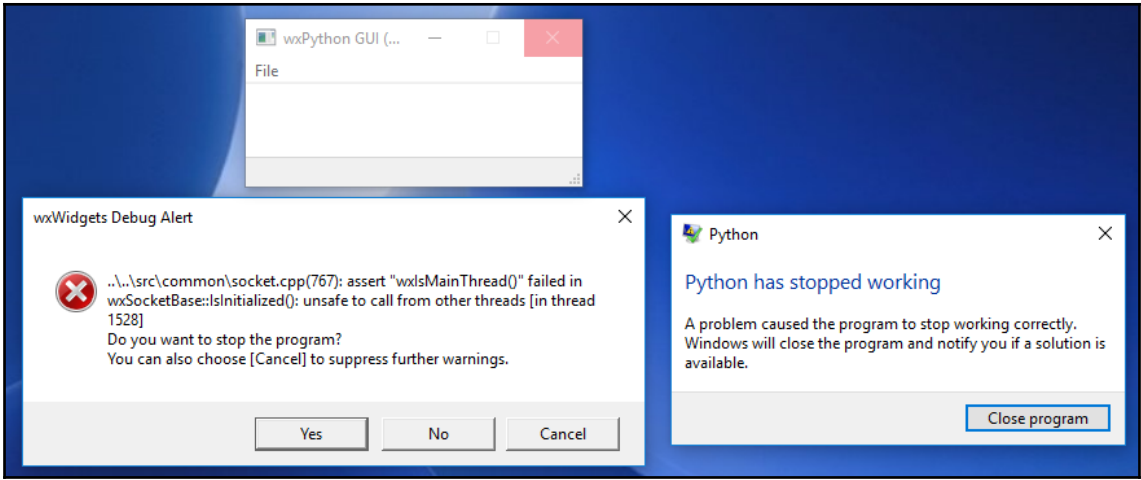 wxPython GUI (...
File
wxWidgets Debug Alert
..\..\src\common\socket.cpp(767): assert "wxIsMainThread()" failed in
wxSocketBase::IsInitialized(): unsafe to call from other threads [in thread
1528]
Do you want to stop the program?
You can also choose [Cancel] to suppress further warnings.
Yes
No
Cancel
Python
Python has stopped working
A problem caused the program to stop working correctly.
Windows will close the program and notify you if a solution is
available.
Close program